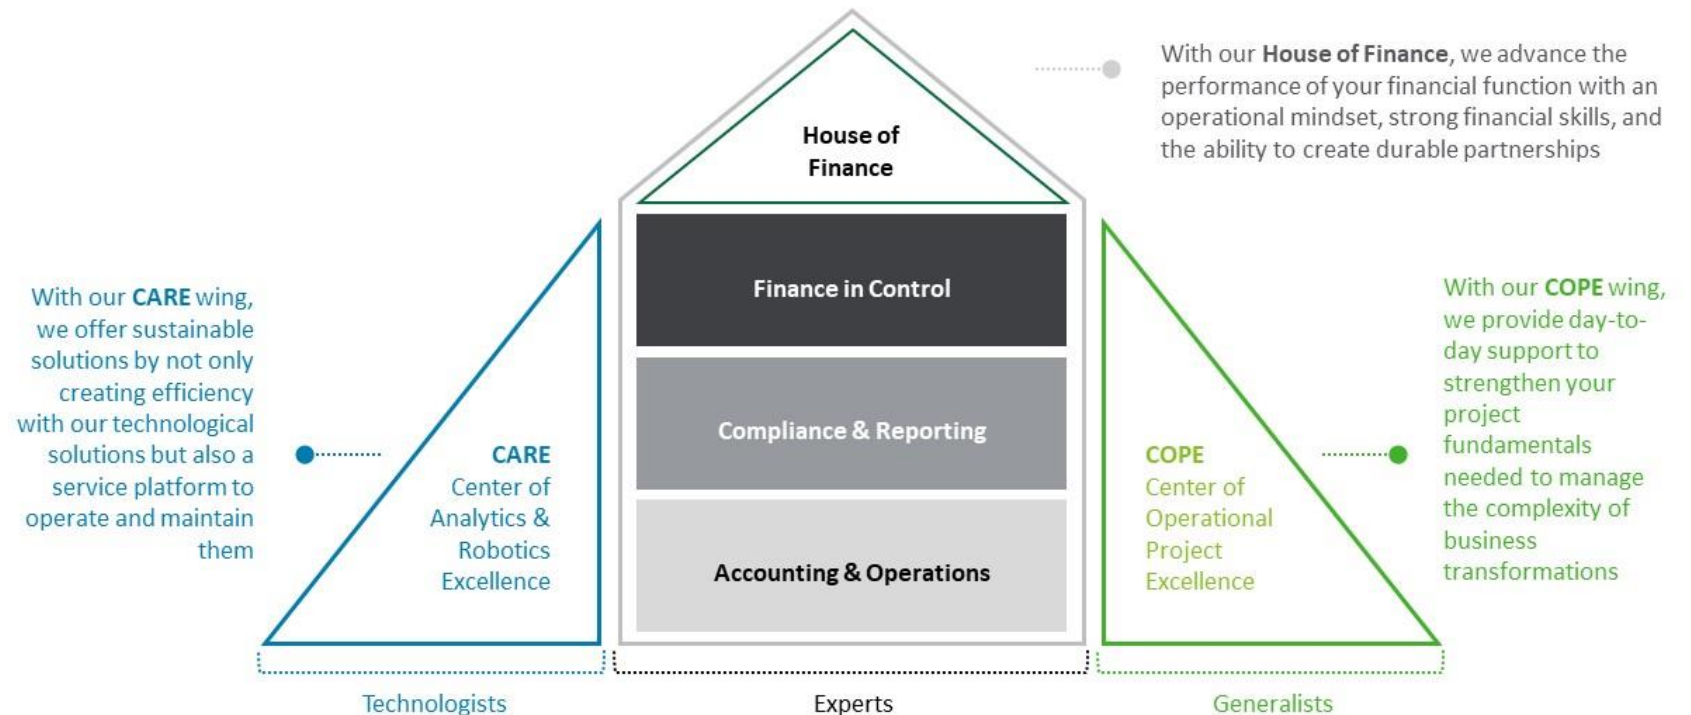 With our House of Finance, we advance the
performance of your financial function with an
operational mindset, strong financial skills, and
the ability to create durable partnerships
House of
Finance
Finance in Control
Compliance & Reporting
Accounting & Operations
With our CARE wing,
we offer sustainable
solutions by not only
creating efficiency
with our technological
solutions but also a
service platform to
operate and maintain
them
CARE
Center of
Analytics &
Robotics
Excellence
COPE
Center of
Operational
Project
Excellence
With our COPE wing,
we provide day-to-
day support to
strengthen your
project
fundamentals
needed to manage
the complexity of
business
transformations
Technologists
Experts
Generalists